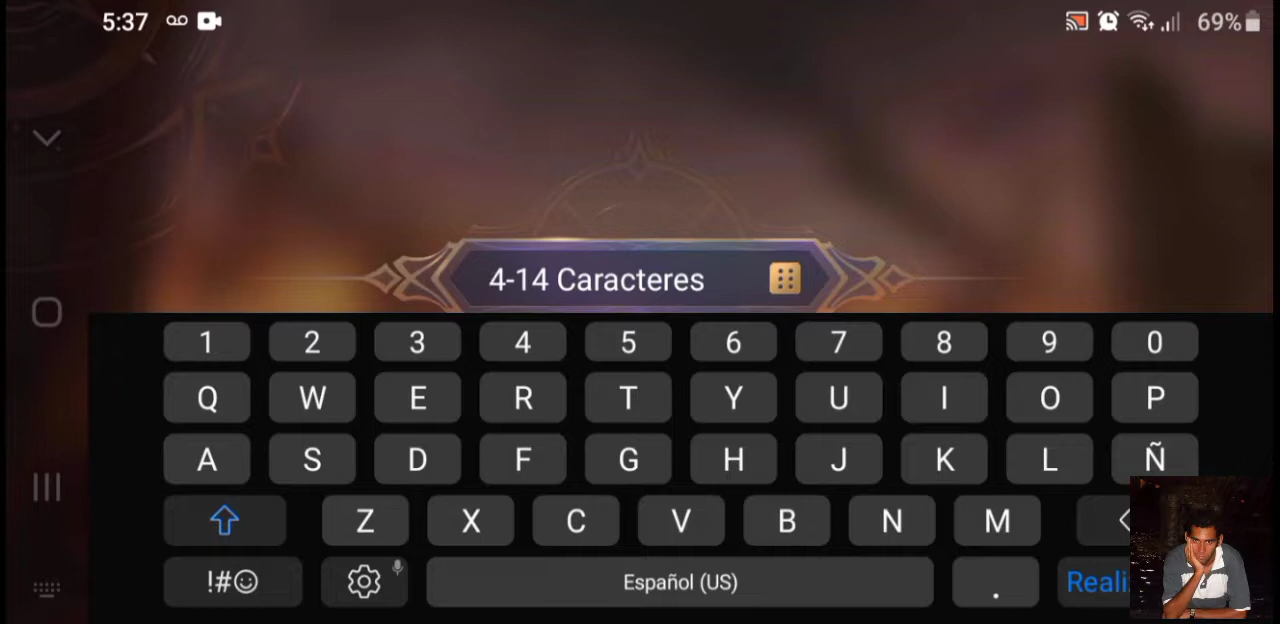 5:37
69%
4-14 Caracteres
1 2 3 4 5 6 7 8 9 0
Q W E R T Y U I O P
A S D F G H J K L Ñ
Z X C V B N M
!#☺ Español (US) . Reali